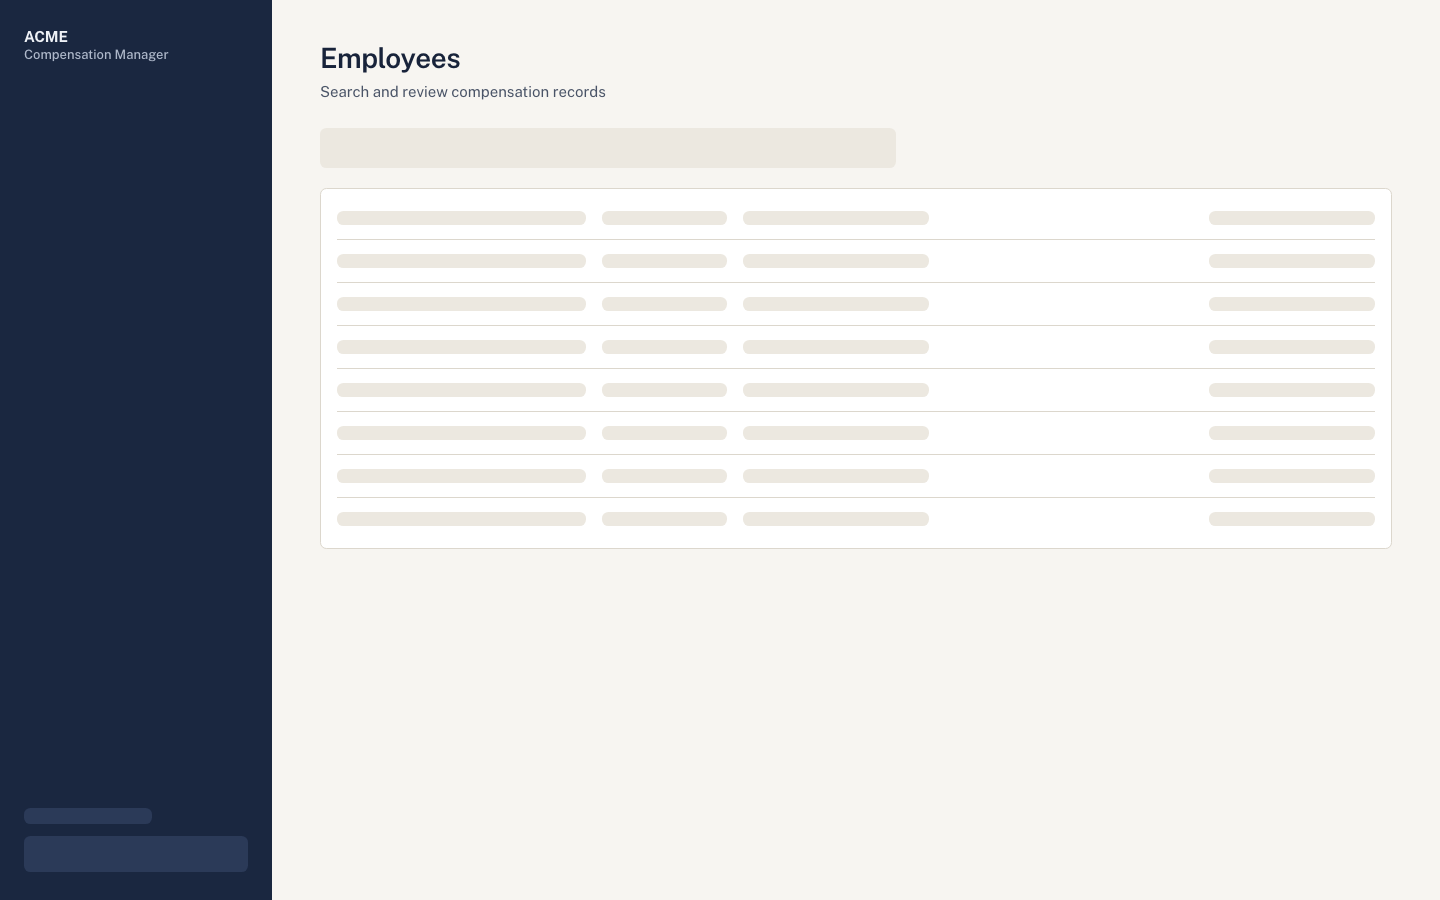 ACME
Compensation Manager
Employees
Search and review compensation records